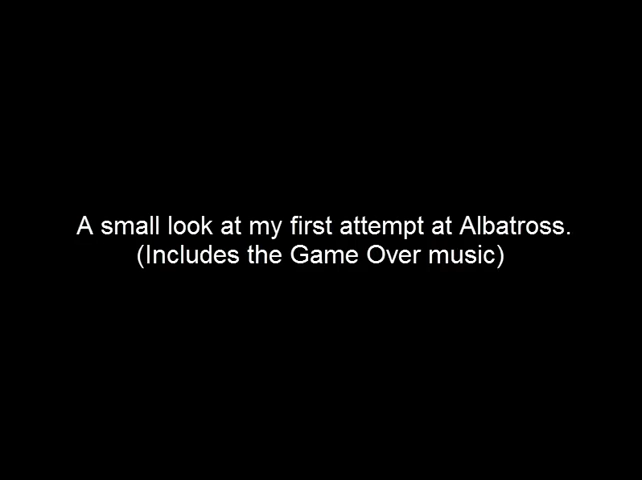 A small look at my first attempt at Albatross.
(Includes the Game Over music)